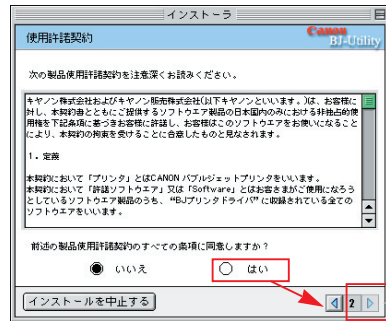 インストーラ
使用許諾契約
Canon
BJ-Utility
次の製品使用許諾契約を注意深くお読みください。
キヤノン株式会社およびキヤノン販売株式会社(以下キヤノンといいます。)は、お客様に
対し、本契約書とともにご提供するソフトウエア製品の日本国内のみにおける非独占的使
用権を下記条項に基づきお客様に許諾し、お客様はこのソフトウエアをお使いになること
により、本契約の拘束を受けることに合意したものと見なされます。
1. 定義
本契約において「プリンタ」とはCANON バブルジェットプリンタをいいます。
本契約において「許諾ソフトウエア」又は「Software」とはお客さまがご使用になろう
としているソフトウエア製品のうち、“BJプリンタドライバ” に収録されている全ての
ソフトウエアをいいます。
前述の製品使用許諾契約のすべての条項に同意しますか?
いいえ
はい
インストールを中止する
2